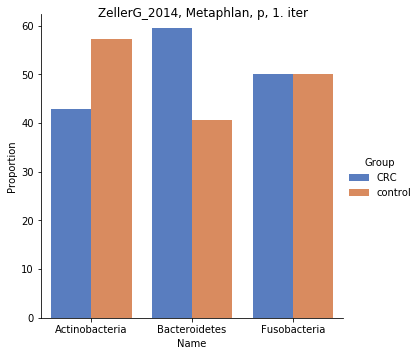 ZellerG_2014, Metaphlan, p, 1. iter
60
50
40
30
20
10
0
Proportion
Actinobacteria
Bacteroidetes
Fusobacteria
Name
Group
CRC
control